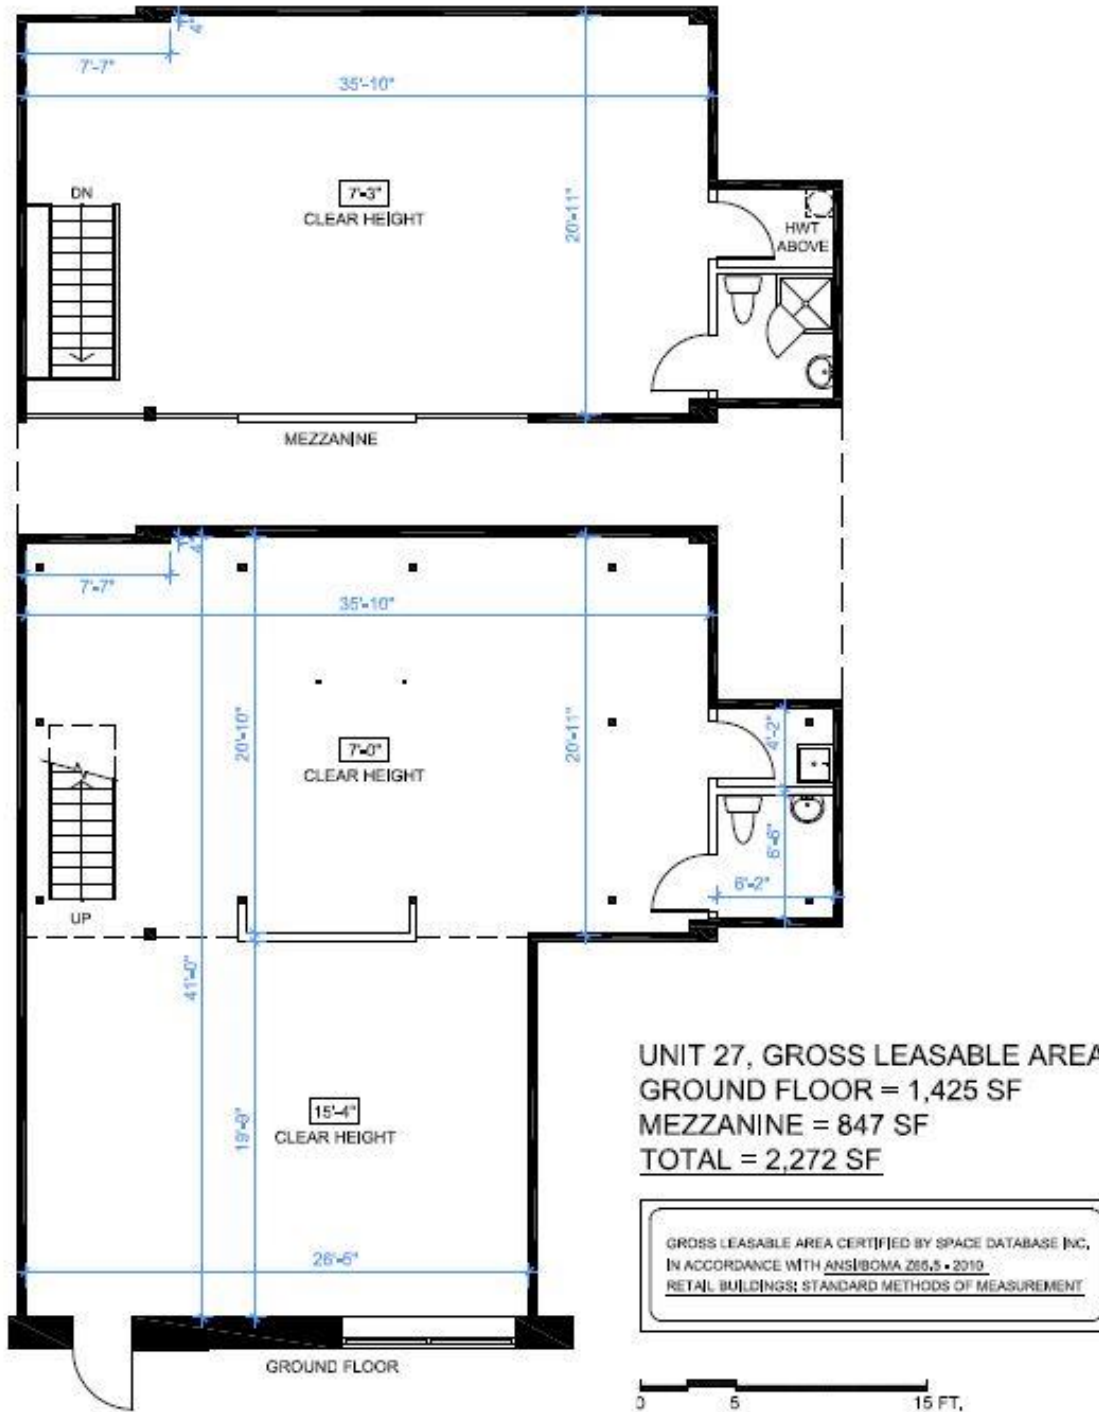 4"
7'-7"
35'-10"
DN
7'-3"
CLEAR HEIGHT
20'-11"
HWT
ABOVE
MEZZANINE
4"
7'-7"
35'-10"
20'-10"
7'-0"
CLEAR HEIGHT
20'-11"
4'-2"
6'-6"
6'-2"
UP
41'-0"
15'-4"
CLEAR HEIGHT
19'-9"
26'-5"
GROUND FLOOR
UNIT 27, GROSS LEASABLE AREA
GROUND FLOOR = 1,425 SF
MEZZANINE = 847 SF
TOTAL = 2,272 SF
GROSS LEASABLE AREA CERTIFIED BY SPACE DATABASE INC,
IN ACCORDANCE WITH ANSI/BOMA Z65.5 - 2010
RETAIL BUILDINGS: STANDARD METHODS OF MEASUREMENT
0 5 15 FT.